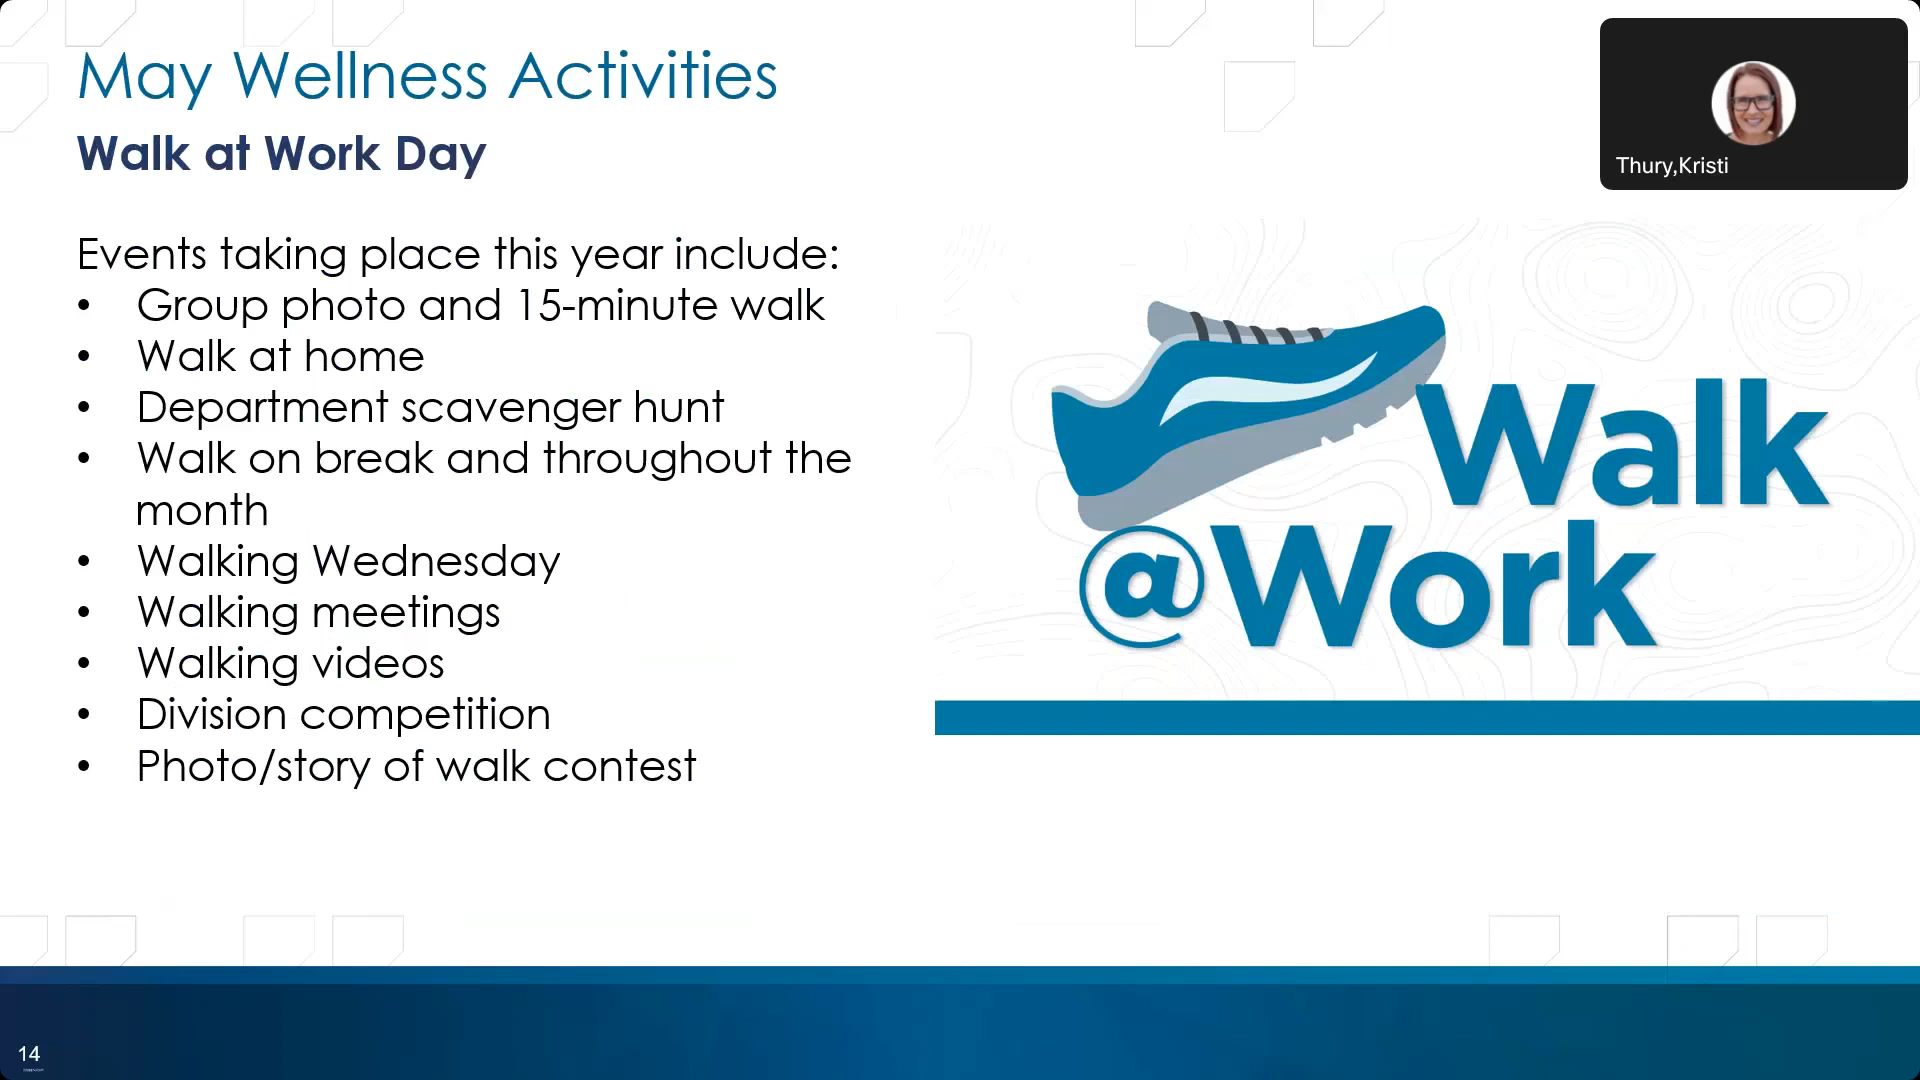 May Wellness Activities
Walk at Work Day
Thury,Kristi
Events taking place this year include:
• Group photo and 15-minute walk
• Walk at home
• Department scavenger hunt
• Walk on break and throughout the
month
• Walking Wednesday
• Walking meetings
• Walking videos
• Division competition
• Photo/story of walk contest
Walk
@Work
14